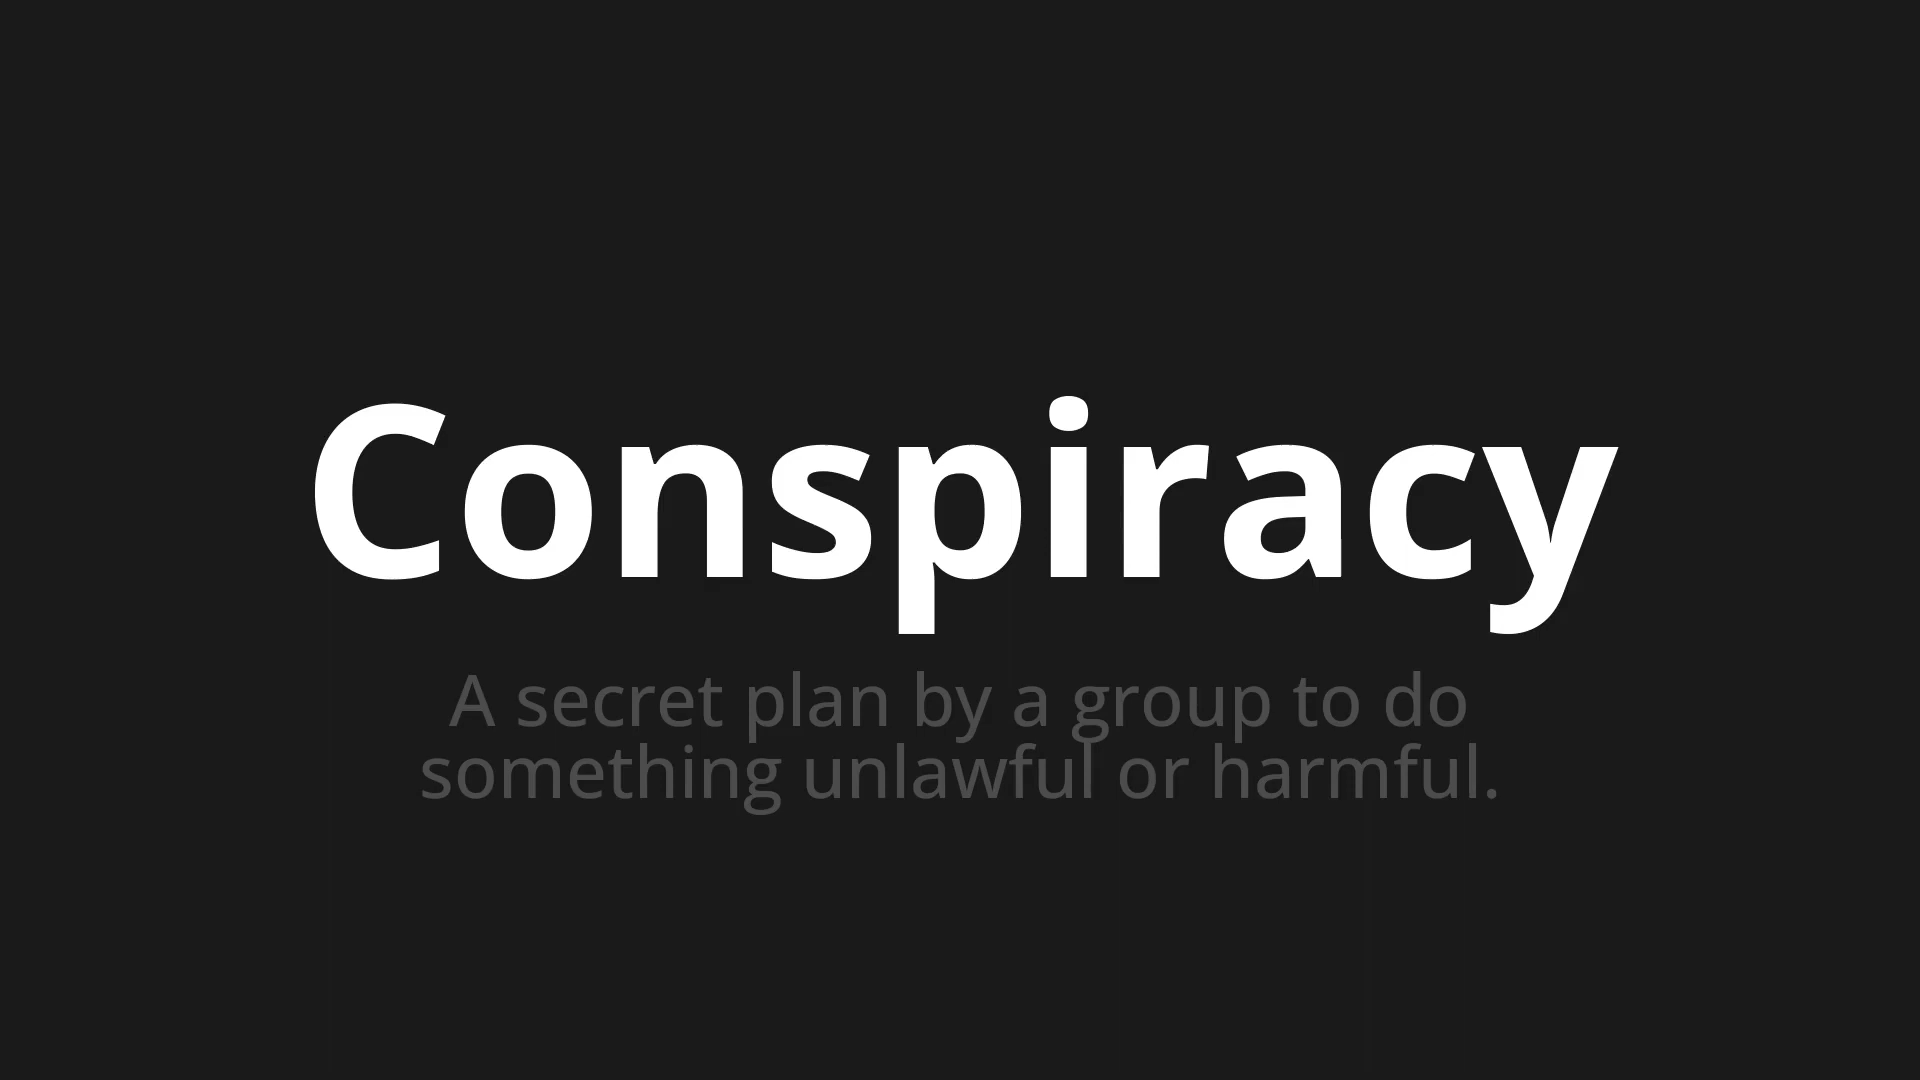 Conspiracy
A secret plan by a group to do
something unlawful or harmful.